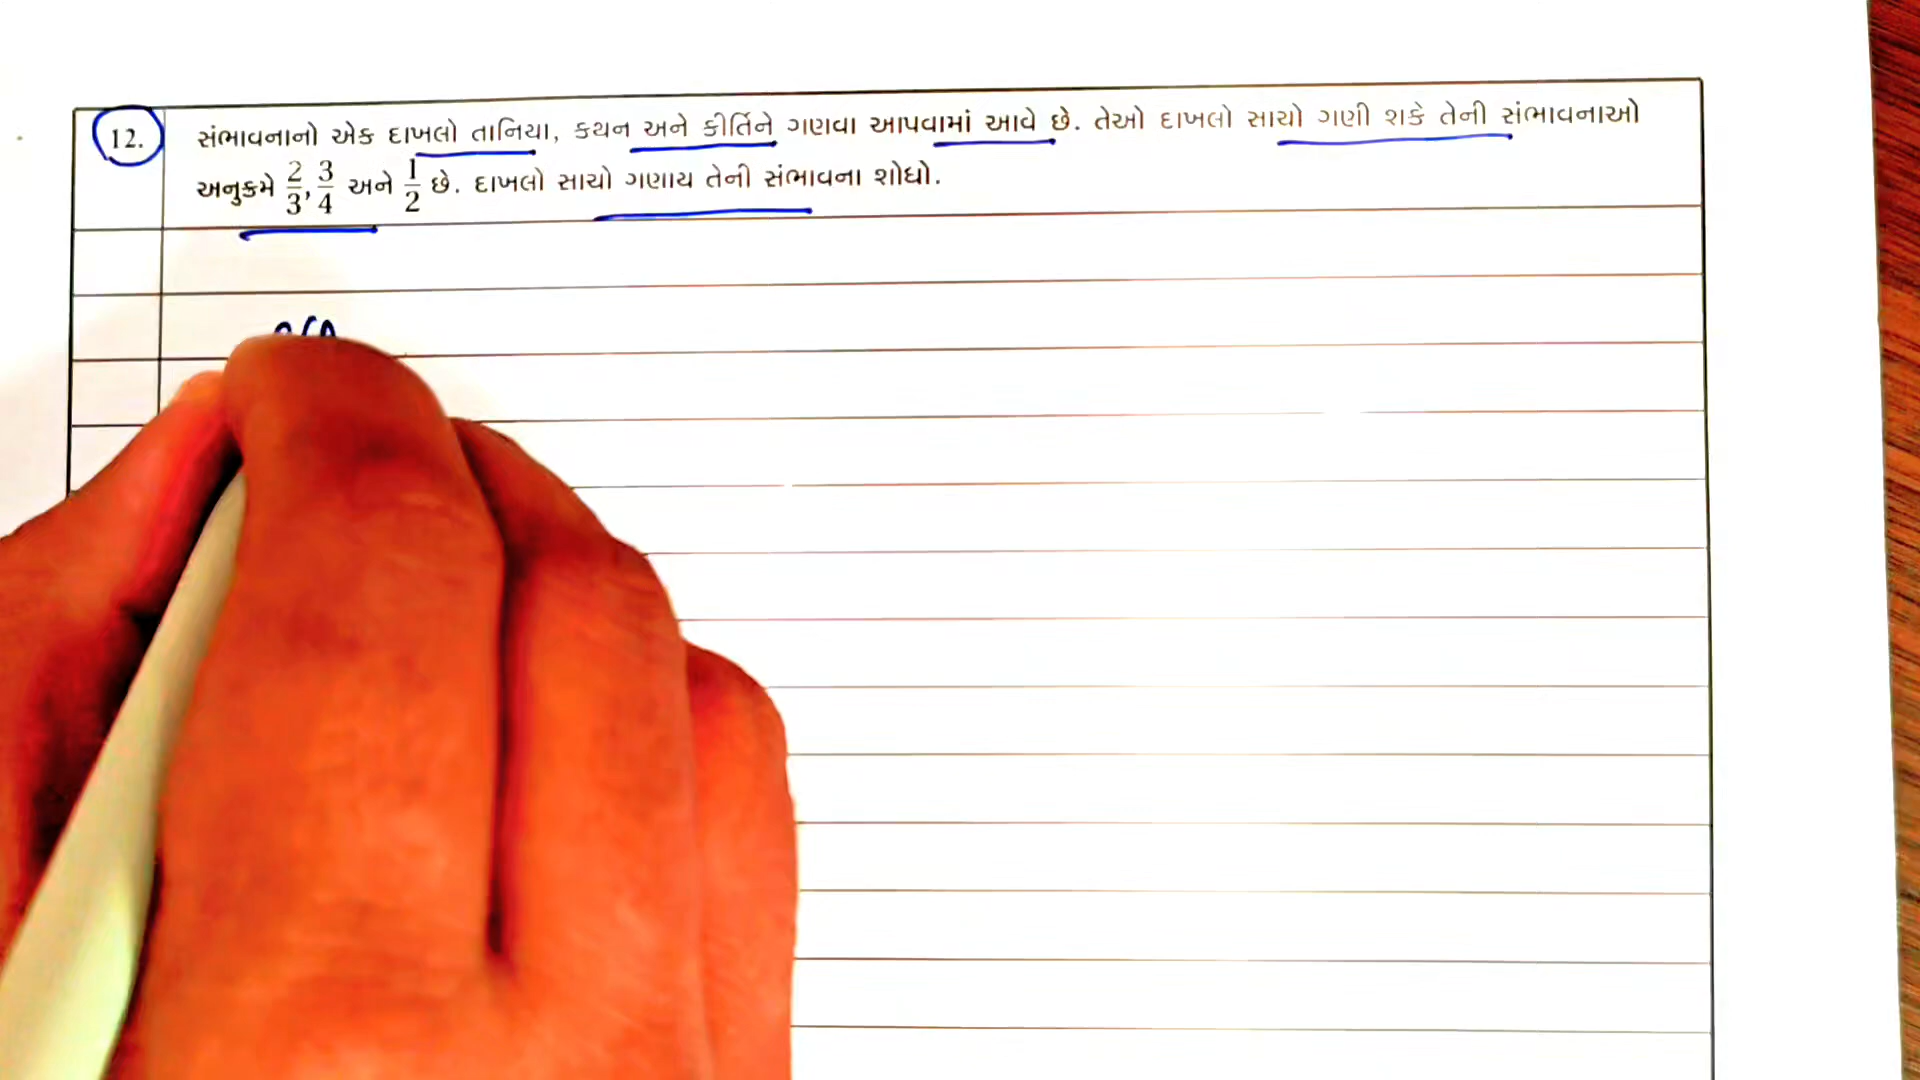 12. સંભાવનાનો એક દાખલો તાનિયા, કથન અને કીર્તિને ગણવા આપવામાં આવે છે. તેઓ દાખલો સાચો ગણી શકે તેની સંભાવનાઓ
અનુક્રમે 2/3, 3/4 અને 1/2 છે. દાખલો સાચો ગણાય તેની સંભાવના શોધો.